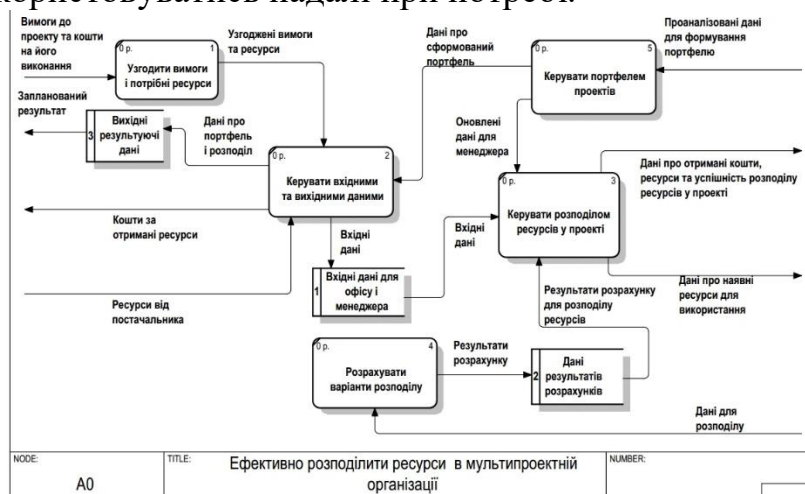 користовуватись надалі при потребі.
Вимоги до
проекту та кошти
на його
виконання
0 р.
1
Узгодити вимоги
і потрібні ресурси
Узгоджені вимоги
та ресурси
Дані про
сформований
портфель
0 р.
5
Керувати портфелем
проектів
Проаналізовані дані
для формування
портфелю
Запланований
результат
3
Вихідні
результуючі
дані
Дані про
портфель
і розподіл
0 р.
2
Керувати вхідними
та вихідними даними
Оновлені
дані для
менеджера
0 р.
3
Керувати розподілом
ресурсів у проекті
Дані про отримані кошти,
ресурси та успішність розподілу
ресурсів у проекті
Кошти за
отримані ресурси
Вхідні
дані
Вхідні
дані
1
Вхідні дані для
офісу і
менеджера
Ресурси від
постачальника
Результати розрахунку
для розподілу
ресурсів
Дані про наявні
ресурси для
використання
0 р.
4
Розрахувати
варіанти розподілу
Результати
розрахунку
2
Дані
результатів
розрахунків
Дані для
розподілу
NODE:
A0
TITLE:
Ефективно розподілити ресурси в мультипроектній
організації
NUMBER: